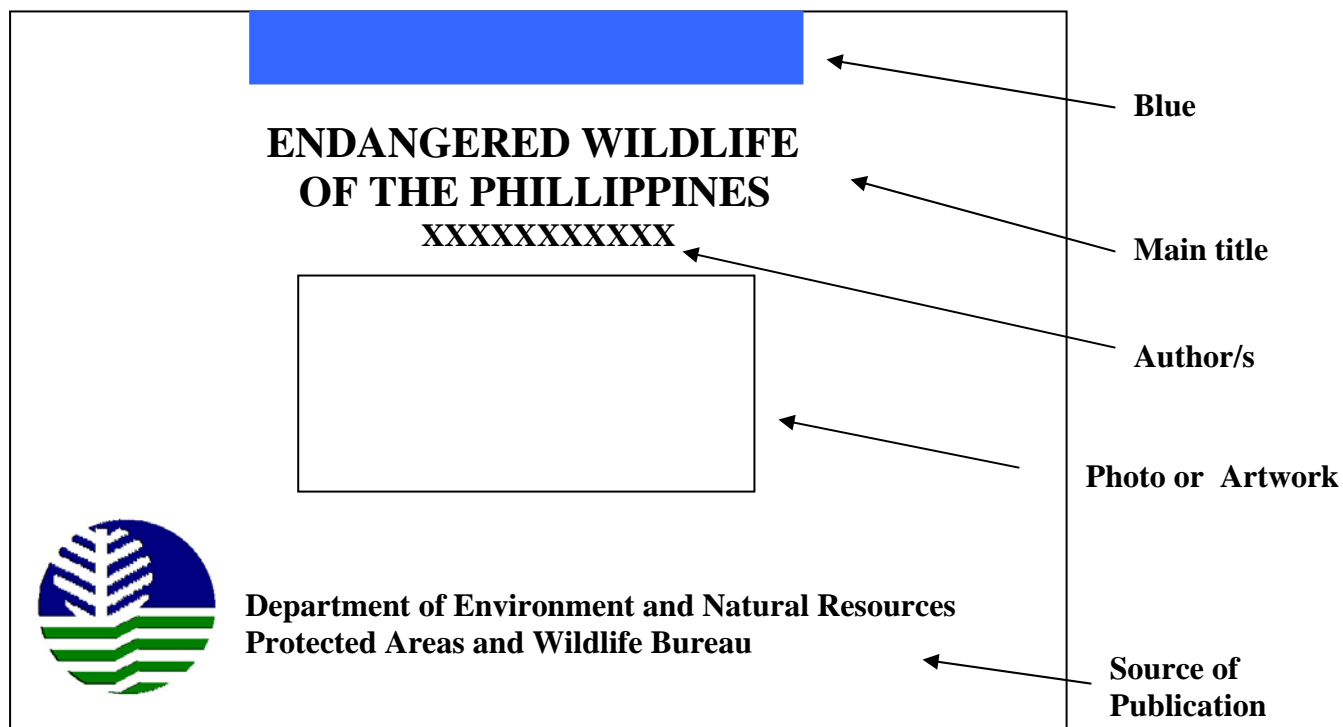 Blue
ENDANGERED WILDLIFE
OF THE PHILLIPPINES
XXXXXXXXXXX
Main title
Author/s
Photo or Artwork
Department of Environment and Natural Resources
Protected Areas and Wildlife Bureau
Source of
Publication